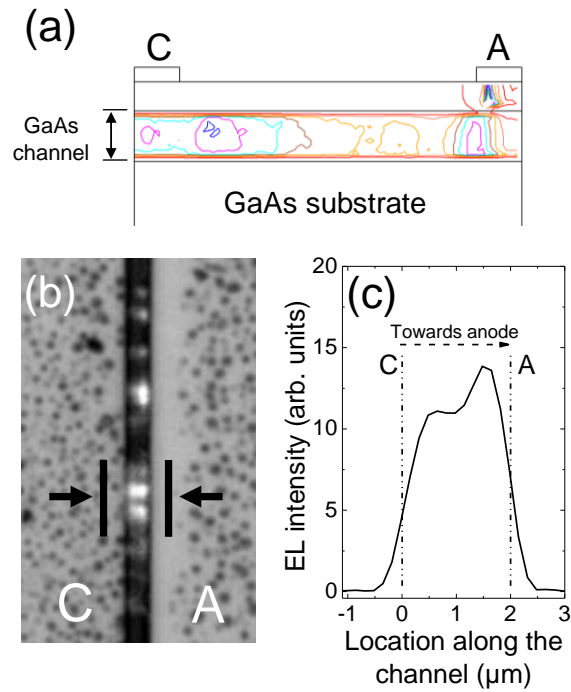 (a)
C
A
GaAs
channel
GaAs substrate
(b)
C
A
(c)
20
15
10
5
0
EL intensity (arb. units)
Towards anode
C
A
-1
0
1
2
3
Location along the
channel (µm)